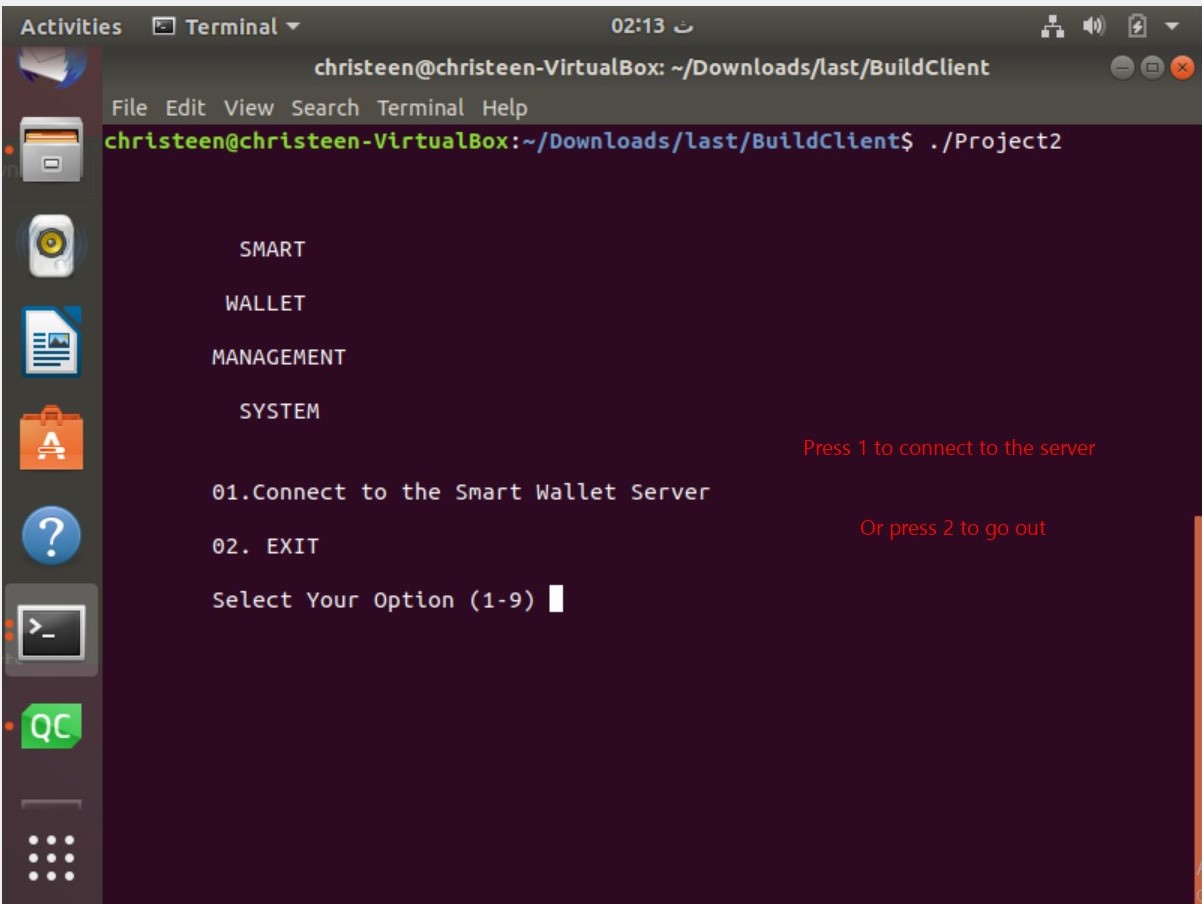 Activities Terminal 02:13 ث
christeen@christeen-VirtualBox: ~/Downloads/last/BuildClient
File Edit View Search Terminal Help
christeen@christeen-VirtualBox:~/Downloads/last/BuildClient$ ./Project2
SMART
WALLET
MANAGEMENT
SYSTEM
Press 1 to connect to the server
01.Connect to the Smart Wallet Server
Or press 2 to go out
02. EXIT
Select Your Option (1-9)
QC